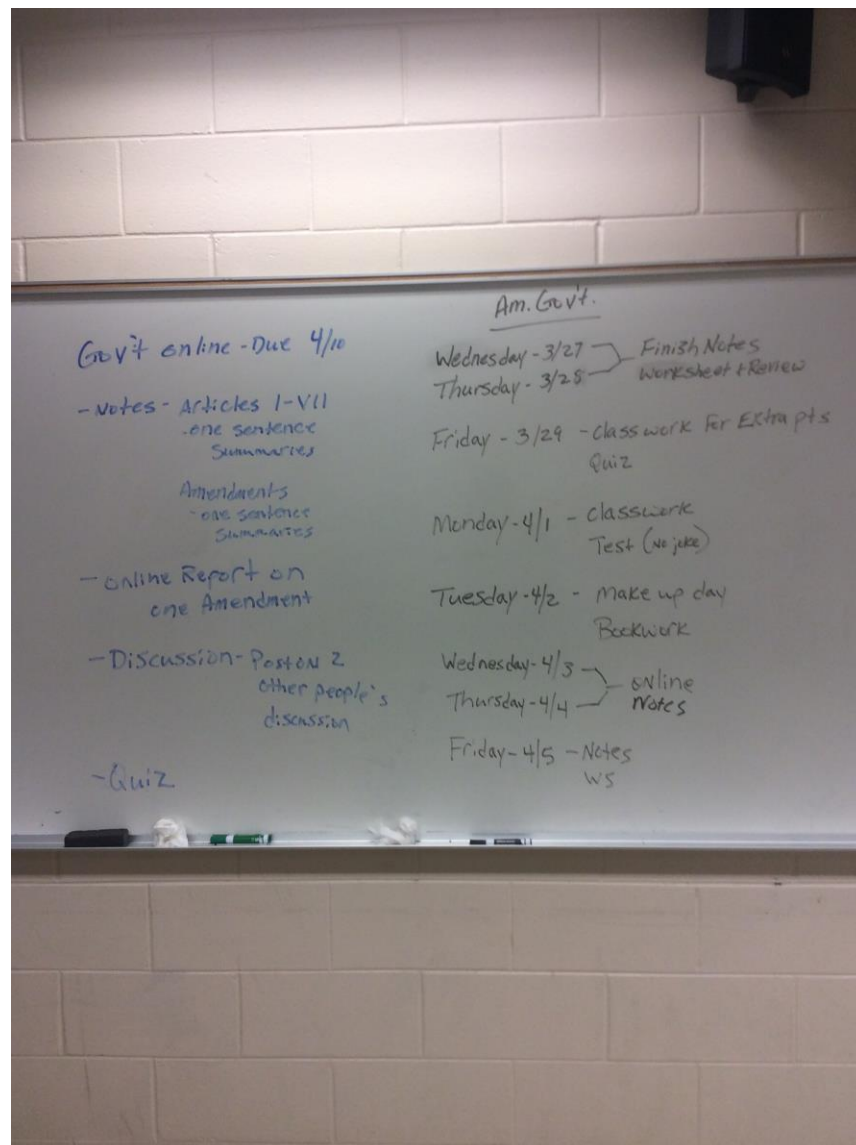 Gov't online - Due 4/10
- Notes - Articles I-VII
- one sentence
Summaries
Amendments
- one sentence
Summaries
- online Report on
one Amendment
- Discussion - Post on 2
other people's
discussion
- Quiz
Am. Gov't.
Wednesday - 3/27
Thursday - 3/28
Finish Notes
Worksheet + Review
Friday - 3/29 - Classwork For Extra pts
Quiz
Monday - 4/1 - Classwork
Test (No joke)
Tuesday - 4/2 - Make up day
Bookwork
Wednesday - 4/3
Thursday - 4/4
online
Notes
Friday - 4/5 - Notes
WS